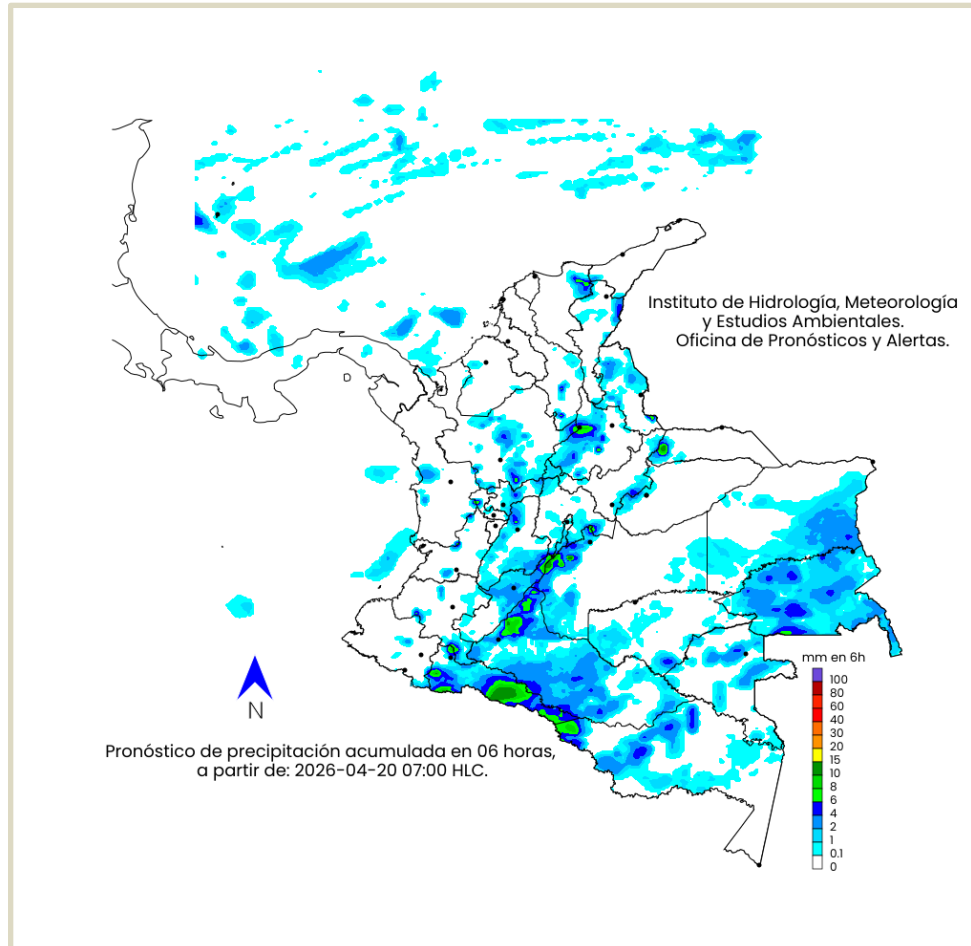 Instituto de Hidrología, Meteorología
y Estudios Ambientales.
Oficina de Pronósticos y Alertas.
mm en 6h
100
80
60
40
30
20
15
10
8
6
4
2
1
0.1
0
N
Pronóstico de precipitación acumulada en 06 horas,
a partir de: 2026-04-20 07:00 HLC.